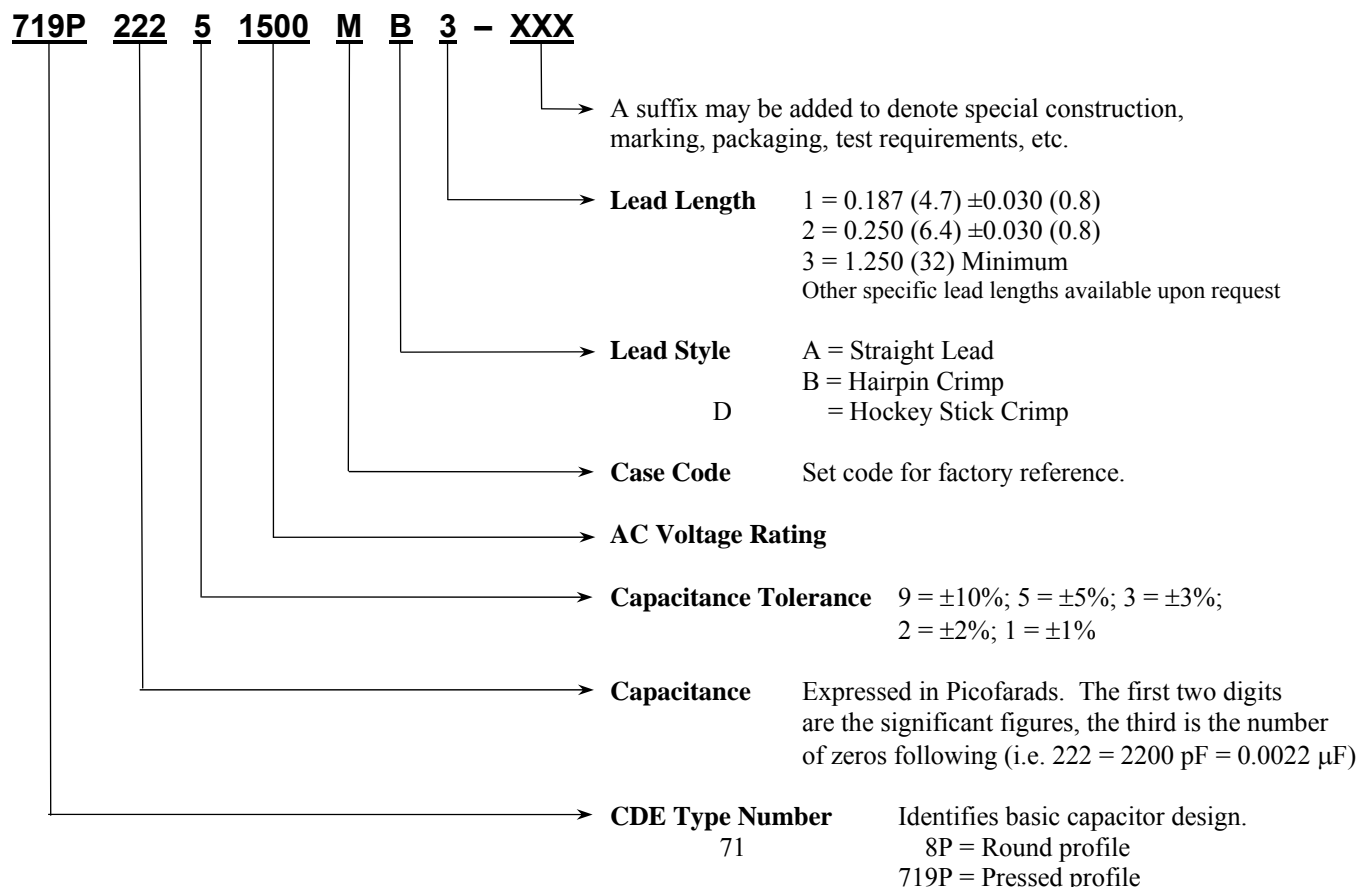 719P 222 5 1500 M B 3 – XXX
A suffix may be added to denote special construction,
marking, packaging, test requirements, etc.
Lead Length 1 = 0.187 (4.7) ±0.030 (0.8)
2 = 0.250 (6.4) ±0.030 (0.8)
3 = 1.250 (32) Minimum
Other specific lead lengths available upon request
Lead Style A = Straight Lead
B = Hairpin Crimp
D = Hockey Stick Crimp
Case Code Set code for factory reference.
AC Voltage Rating
Capacitance Tolerance 9 = ±10%; 5 = ±5%; 3 = ±3%;
2 = ±2%; 1 = ±1%
Capacitance Expressed in Picofarads. The first two digits
are the significant figures, the third is the number
of zeros following (i.e. 222 = 2200 pF = 0.0022 µF)
CDE Type Number Identifies basic capacitor design.
71 8P = Round profile
719P = Pressed profile